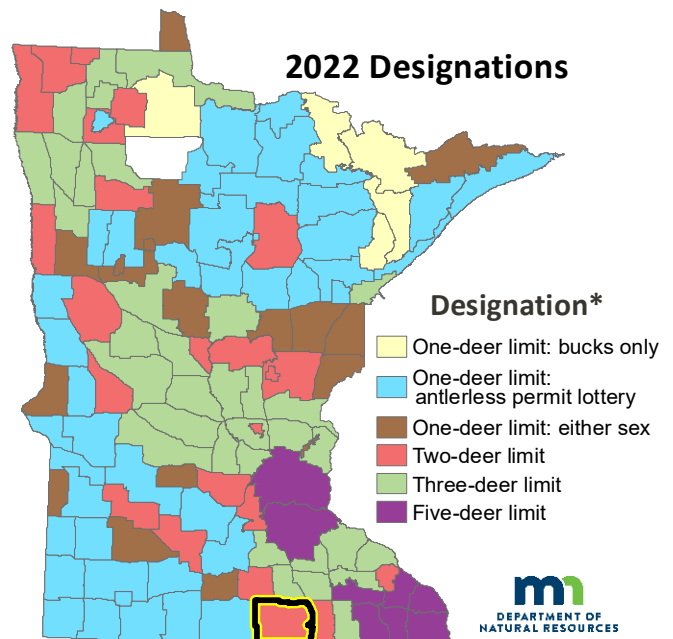 2022 Designations
Designation*
One-deer limit: bucks only
One-deer limit:
antlerless permit lottery
One-deer limit: either sex
Two-deer limit
Three-deer limit
Five-deer limit
mn
DEPARTMENT OF
NATURAL RESOURCES